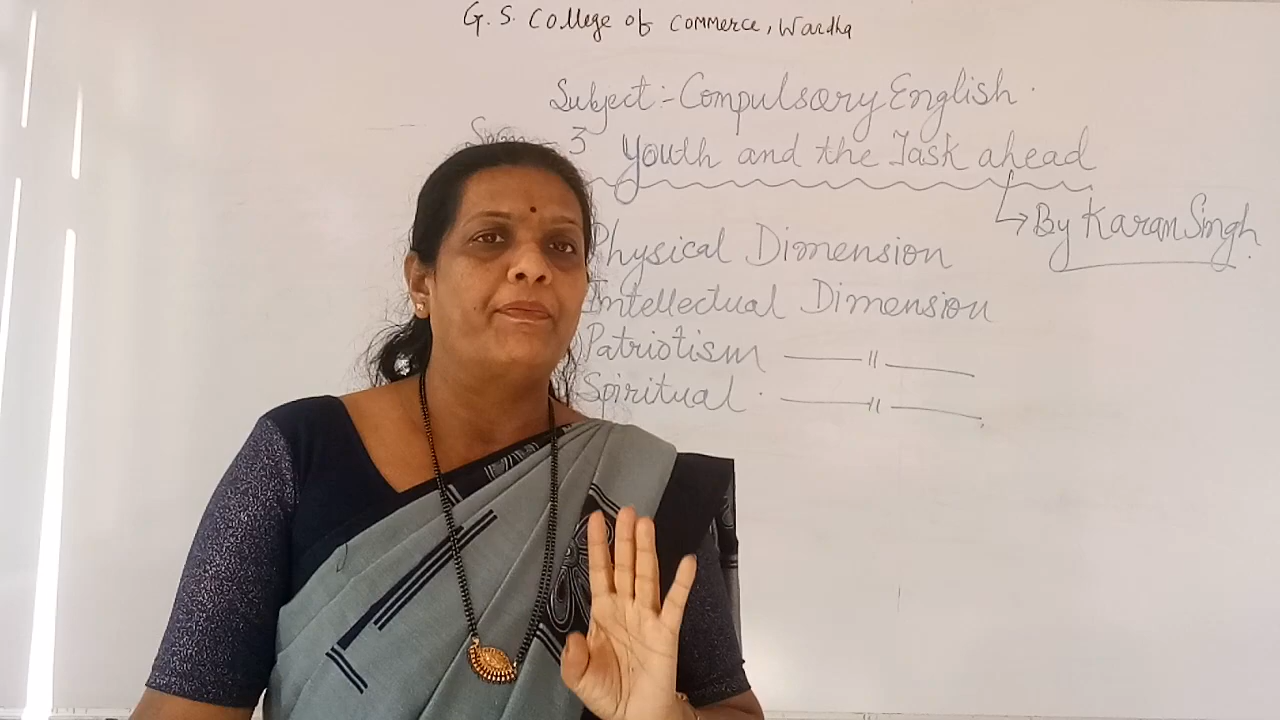 G. S. College of Commerce, Wardha
Subject:- Compulsory English.
Sem - 3 Youth and the Task ahead
→ By Karan Singh.
Physical Dimension
Intellectual Dimension
Patriotism —— 〃 ——
Spiritual. —— 〃 ——